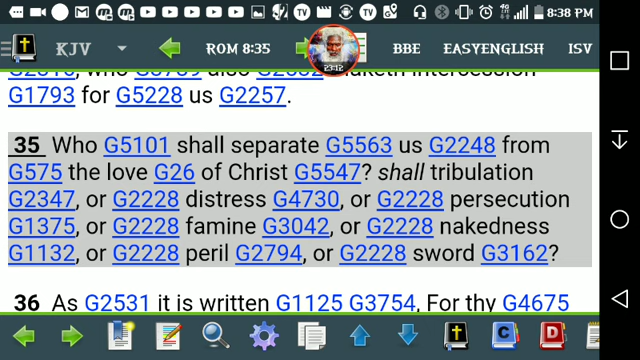 4G 8:38 PM
KJV ROM 8:35 BBE EASYENGLISH ISV
23:12
G1793 for G5228 us G2257.
35 Who G5101 shall separate G5563 us G2248 from
G575 the love G26 of Christ G5547? shall tribulation
G2347, or G2228 distress G4730, or G2228 persecution
G1375, or G2228 famine G3042, or G2228 nakedness
G1132, or G2228 peril G2794, or G2228 sword G3162?
36 As G2531 it is written G1125 G3754, For thy G4675
C D